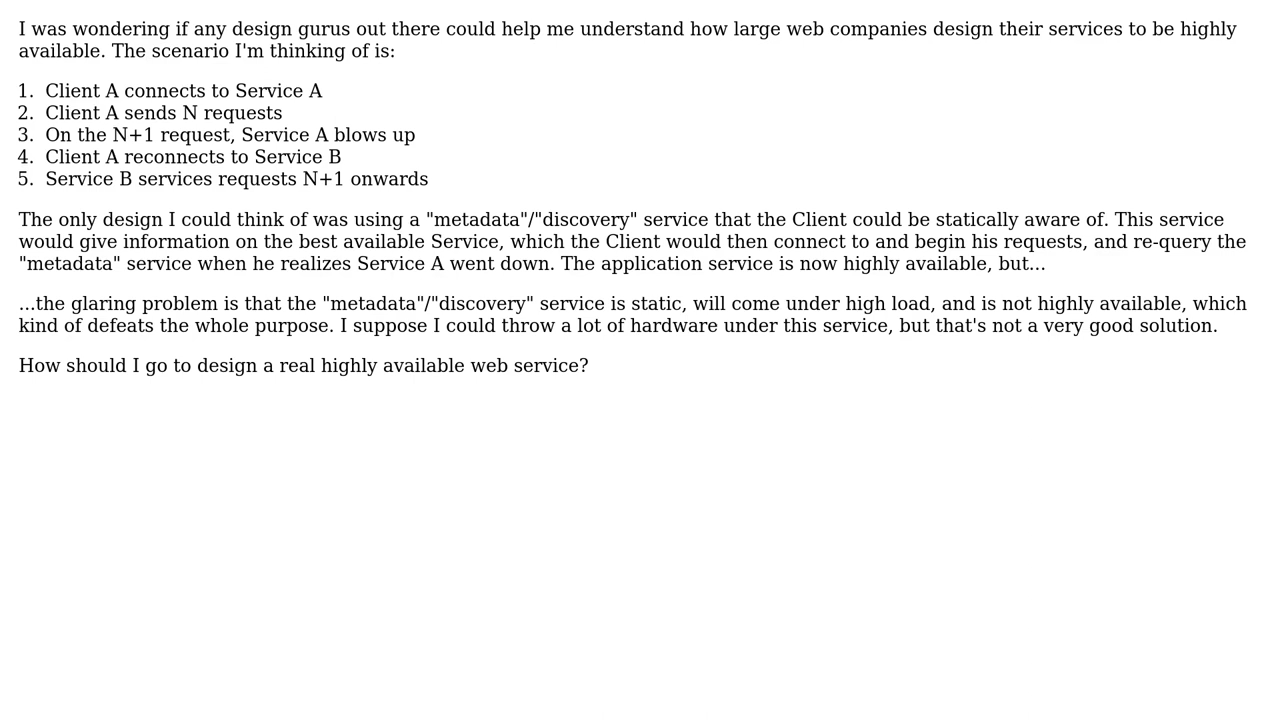 I was wondering if any design gurus out there could help me understand how large web companies design their services to be highly
available. The scenario I'm thinking of is:
1. Client A connects to Service A
2. Client A sends N requests
3. On the N+1 request, Service A blows up
4. Client A reconnects to Service B
5. Service B services requests N+1 onwards
The only design I could think of was using a "metadata"/"discovery" service that the Client could be statically aware of. This service
would give information on the best available Service, which the Client would then connect to and begin his requests, and re-query the
"metadata" service when he realizes Service A went down. The application service is now highly available, but...
...the glaring problem is that the "metadata"/"discovery" service is static, will come under high load, and is not highly available, which
kind of defeats the whole purpose. I suppose I could throw a lot of hardware under this service, but that's not a very good solution.
How should I go to design a real highly available web service?